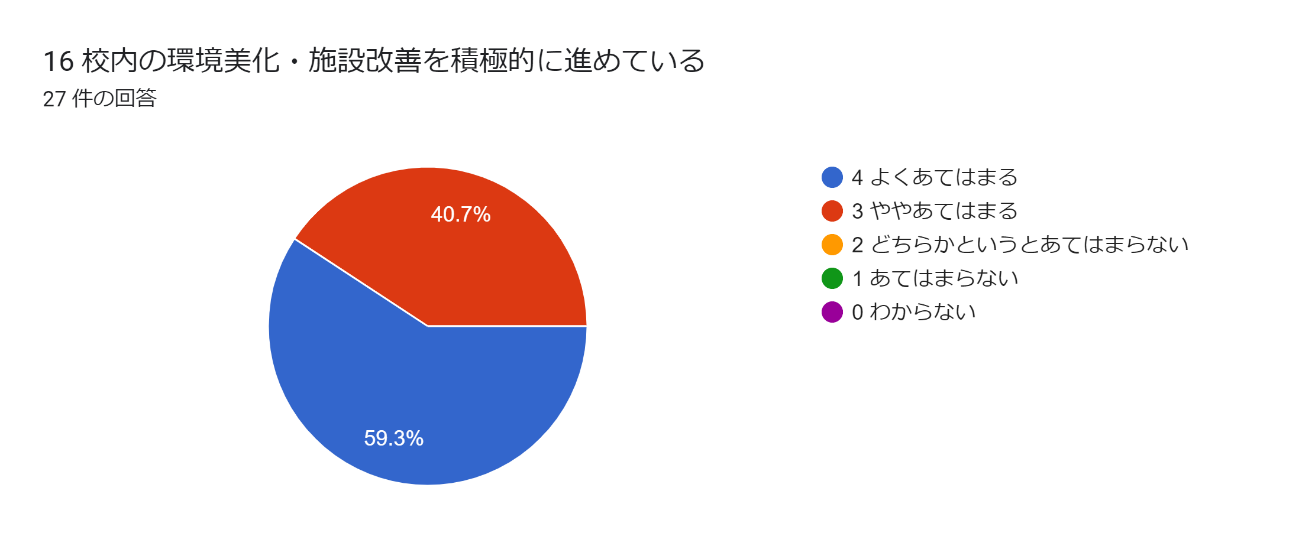 16 校内の環境美化・施設改善を積極的に進めている
27 件の回答
40.7%
59.3%
4 よくあてはまる
3 ややあてはまる
2 どちらかというとあてはまらない
1 あてはまらない
0 わからない